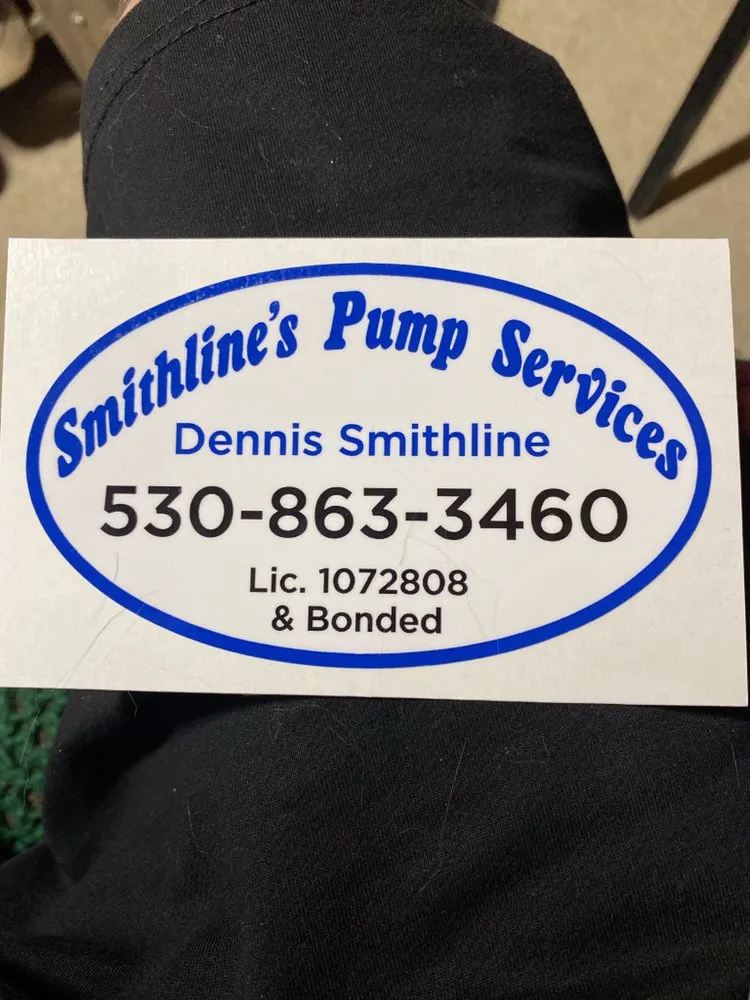 Smithline's Pump Services
Dennis Smithline
530-863-3460
Lic. 1072808
& Bonded